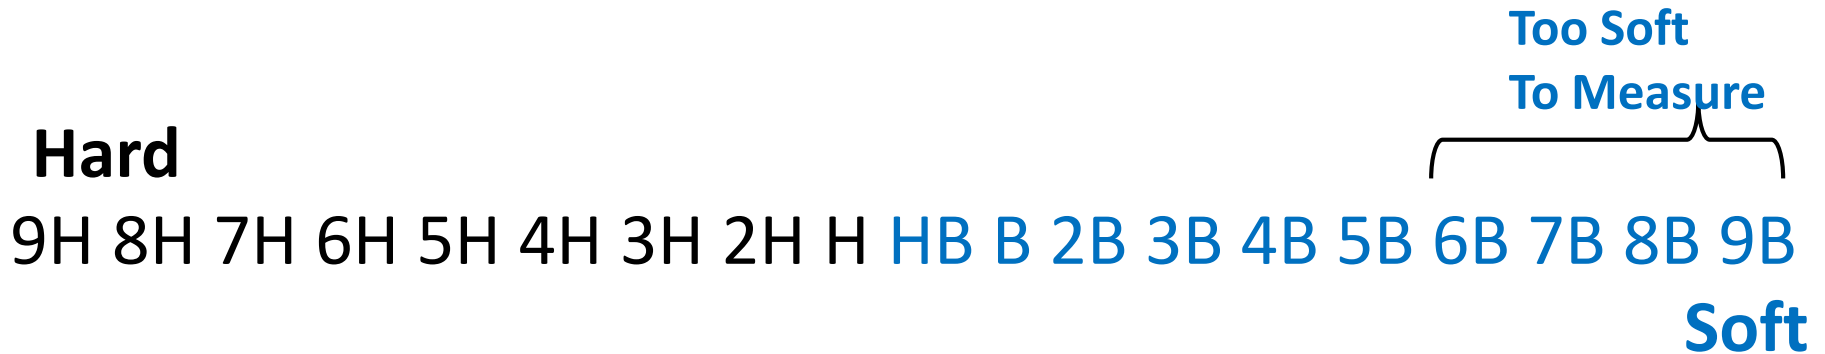 Too Soft
To Measure
Hard
9H 8H 7H 6H 5H 4H 3H 2H H HB B 2B 3B 4B 5B 6B 7B 8B 9B
Soft